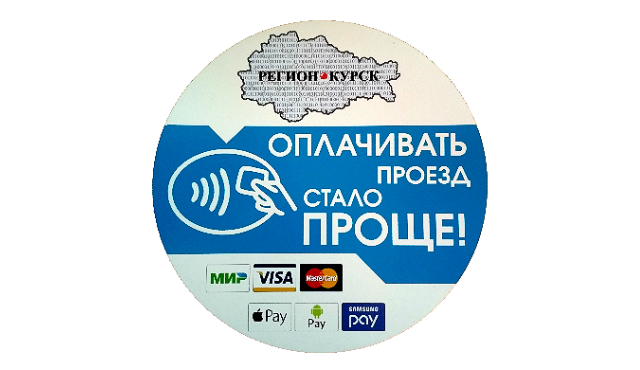 РЕГИОН КУРСК
ОПЛАЧИВАТЬ
ПРОЕЗД
СТАЛО
ПРОЩЕ!
МИР VISA MasterCard
Pay Pay SAMSUNG pay